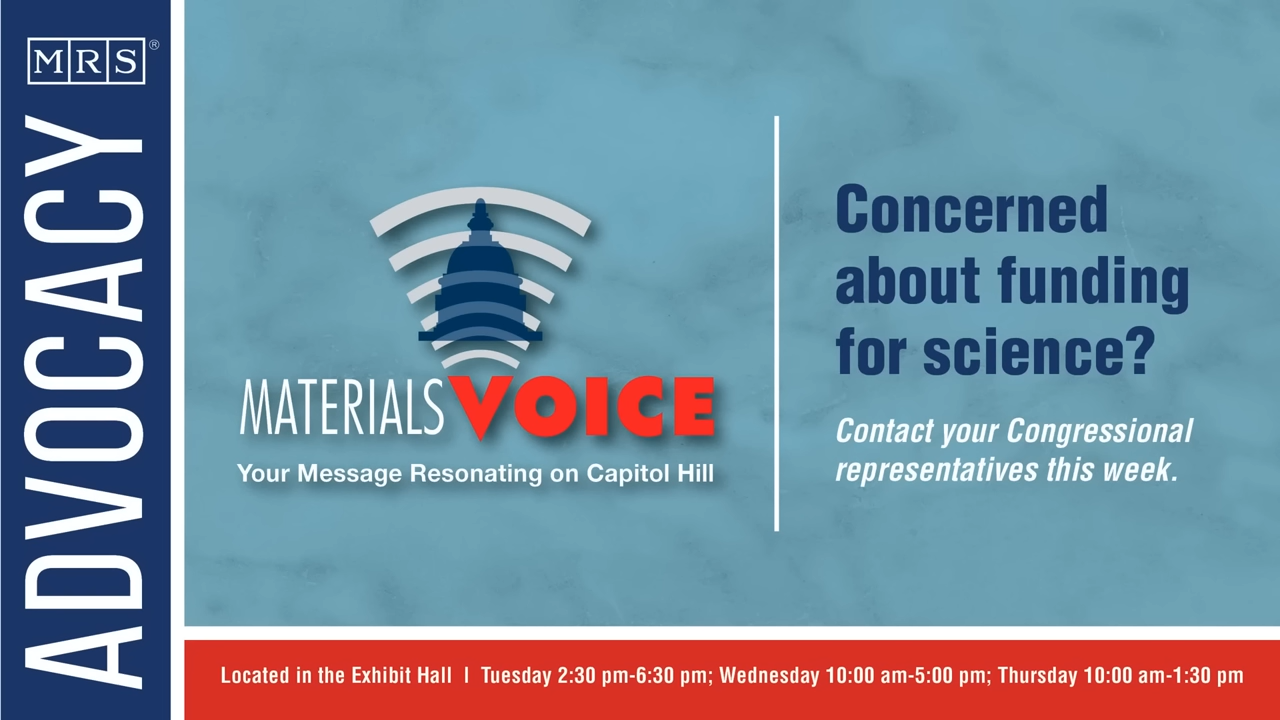 MRS®
ADVOCACY
MATERIALS VOICE
Your Message Resonating on Capitol Hill
Concerned
about funding
for science?
Contact your Congressional
representatives this week.
Located in the Exhibit Hall | Tuesday 2:30 pm-6:30 pm; Wednesday 10:00 am-5:00 pm; Thursday 10:00 am-1:30 pm